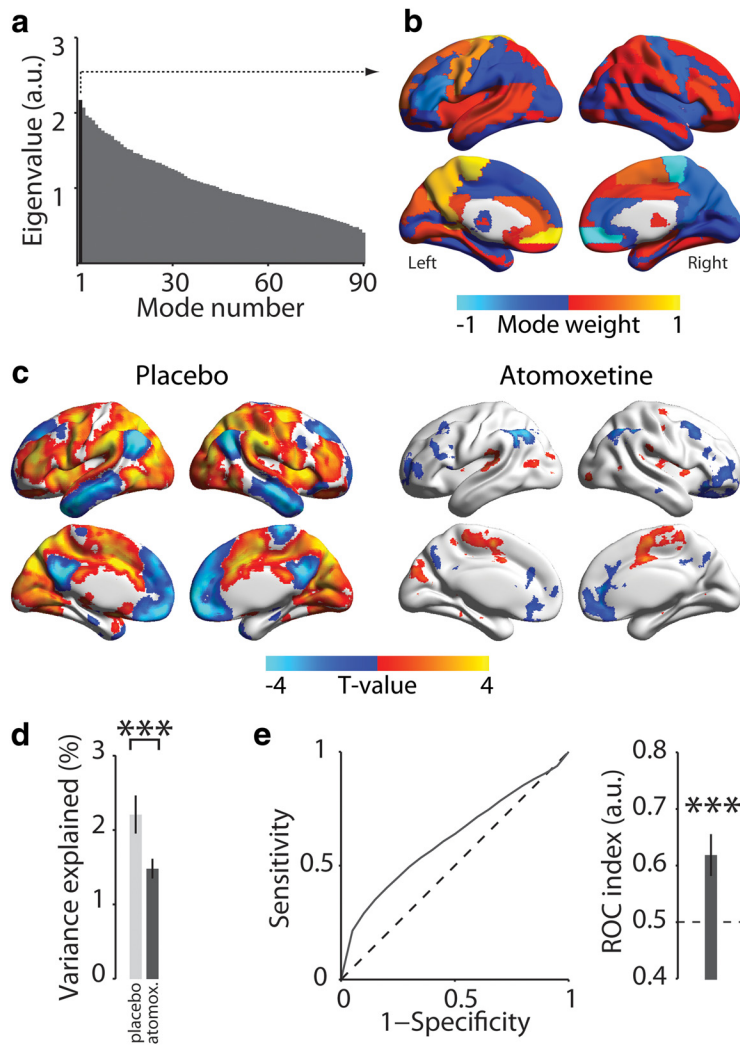 a
3
2
1
Eigenvalue (a.u.)
1 30 60 90
Mode number
b
Left Right
-1 Mode weight 1
c
Placebo Atomoxetine
-4 T-value 4
d
***
3
2
1
0
Variance explained (%)
placebo
atomox.
e
1
0.5
0
Sensitivity
0 0.5 1
1−Specificity
0.8
0.7
0.6
0.5
0.4
ROC index (a.u.)
***